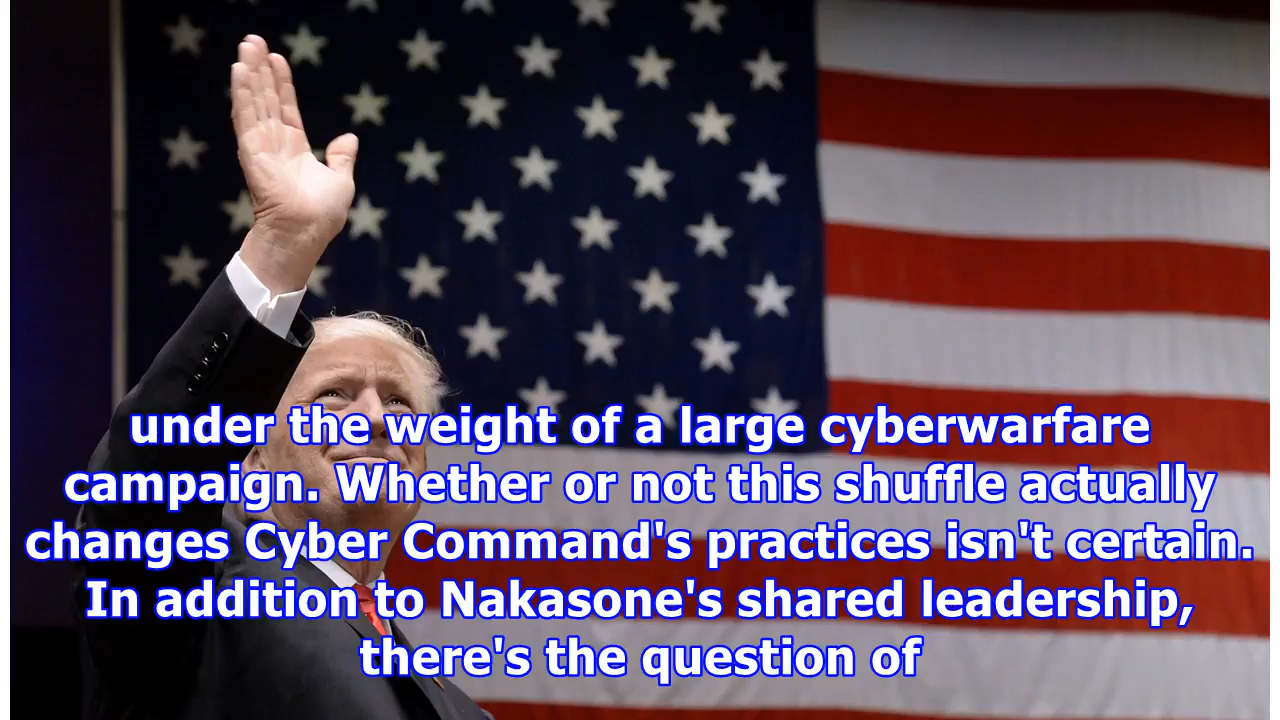 under the weight of a large cyberwarfare
campaign. Whether or not this shuffle actually
changes Cyber Command's practices isn't certain.
In addition to Nakasone's shared leadership,
there's the question of